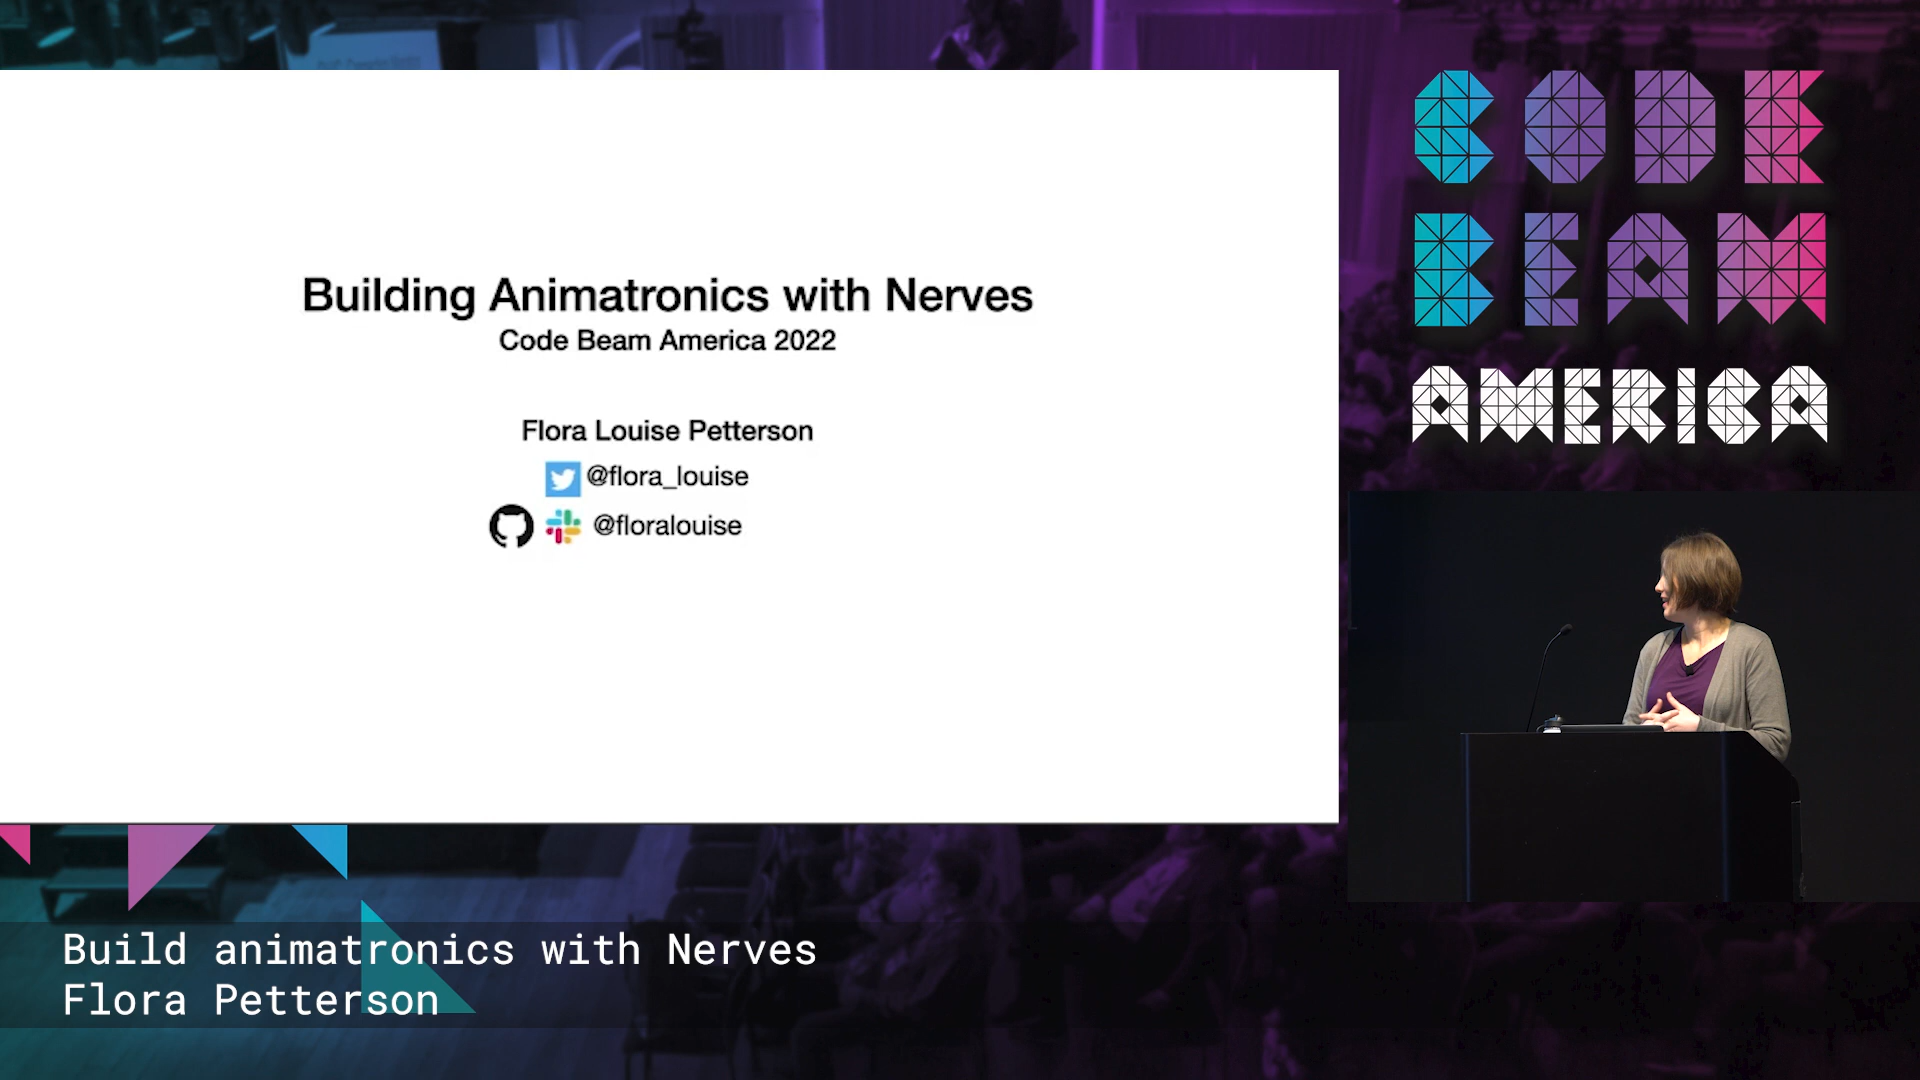 Building Animatronics with Nerves
Code Beam America 2022
Flora Louise Petterson
@flora_louise
@floralouise
CODE
BEAM
AMERICA
Build animatronics with Nerves
Flora Petterson